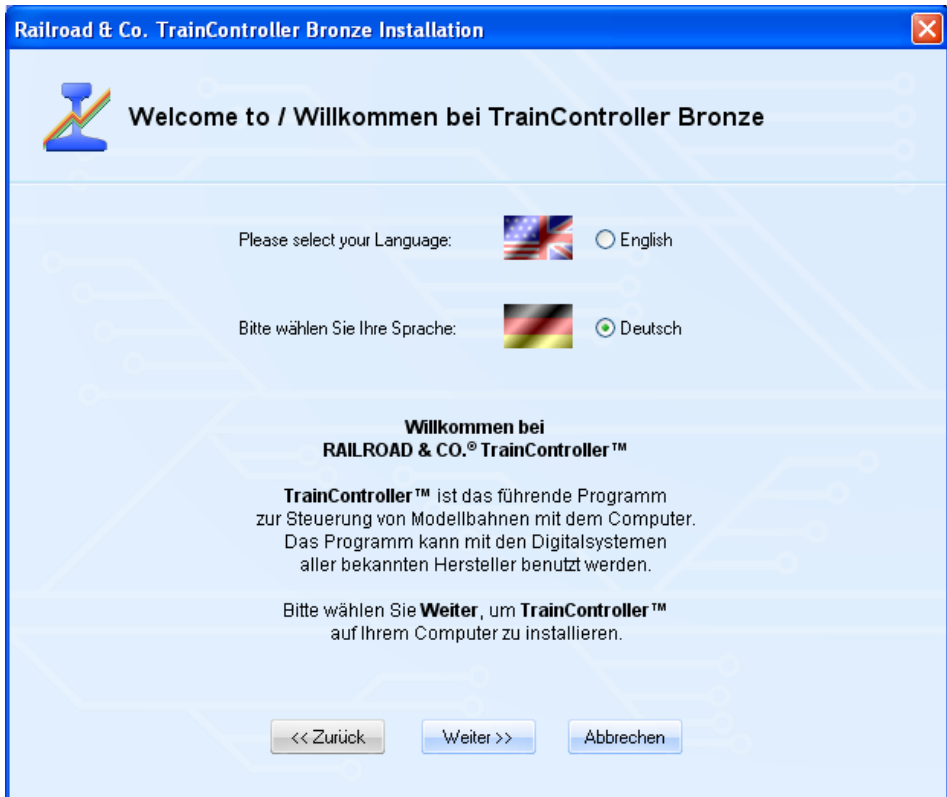 Railroad & Co. TrainController Bronze Installation
Welcome to / Willkommen bei TrainController Bronze
Please select your Language:
English
Bitte wählen Sie Ihre Sprache:
Deutsch
Willkommen bei
RAILROAD & CO.® TrainController™
TrainController™ ist das führende Programm
zur Steuerung von Modellbahnen mit dem Computer.
Das Programm kann mit den Digitalsystemen
aller bekannten Hersteller benutzt werden.
Bitte wählen Sie Weiter, um TrainController™
auf Ihrem Computer zu installieren.
<< Zurück
Weiter >>
Abbrechen